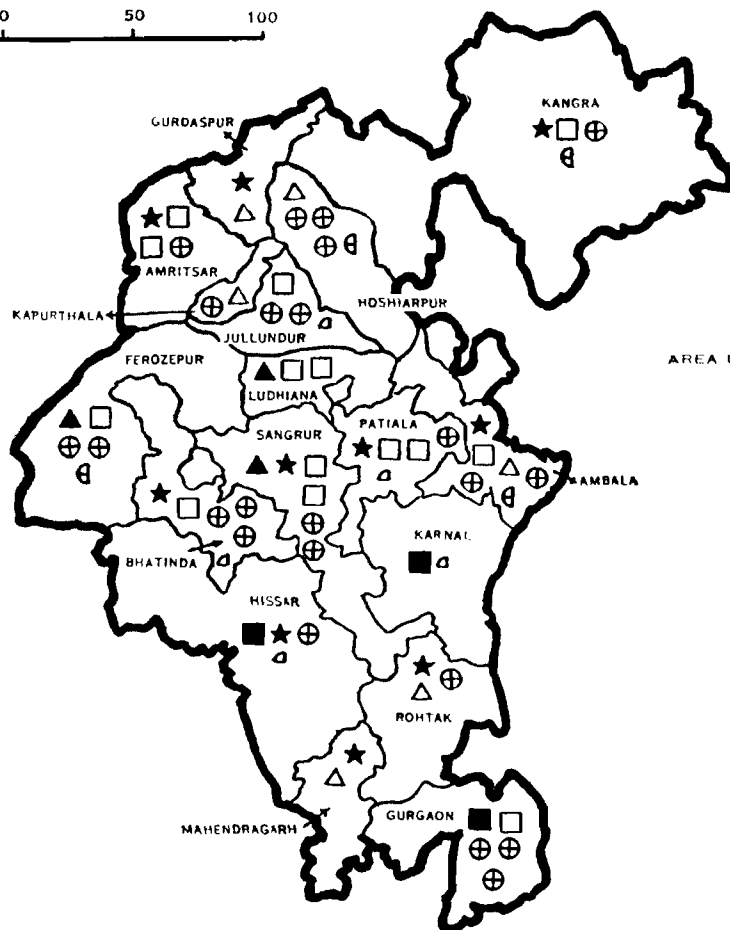 0 50 100
KANGRA
GURDASPUR
AMRITSAR
HOSHIARPUR
KAPURTHALA
JULLUNDUR
FEROZEPUR
AREA
LUDHIANA
PATIALA
SANGRUR
AMBALA
KARNAL
BHATINDA
HISSAR
ROHTAK
GURGAON
MAHENDRAGARH